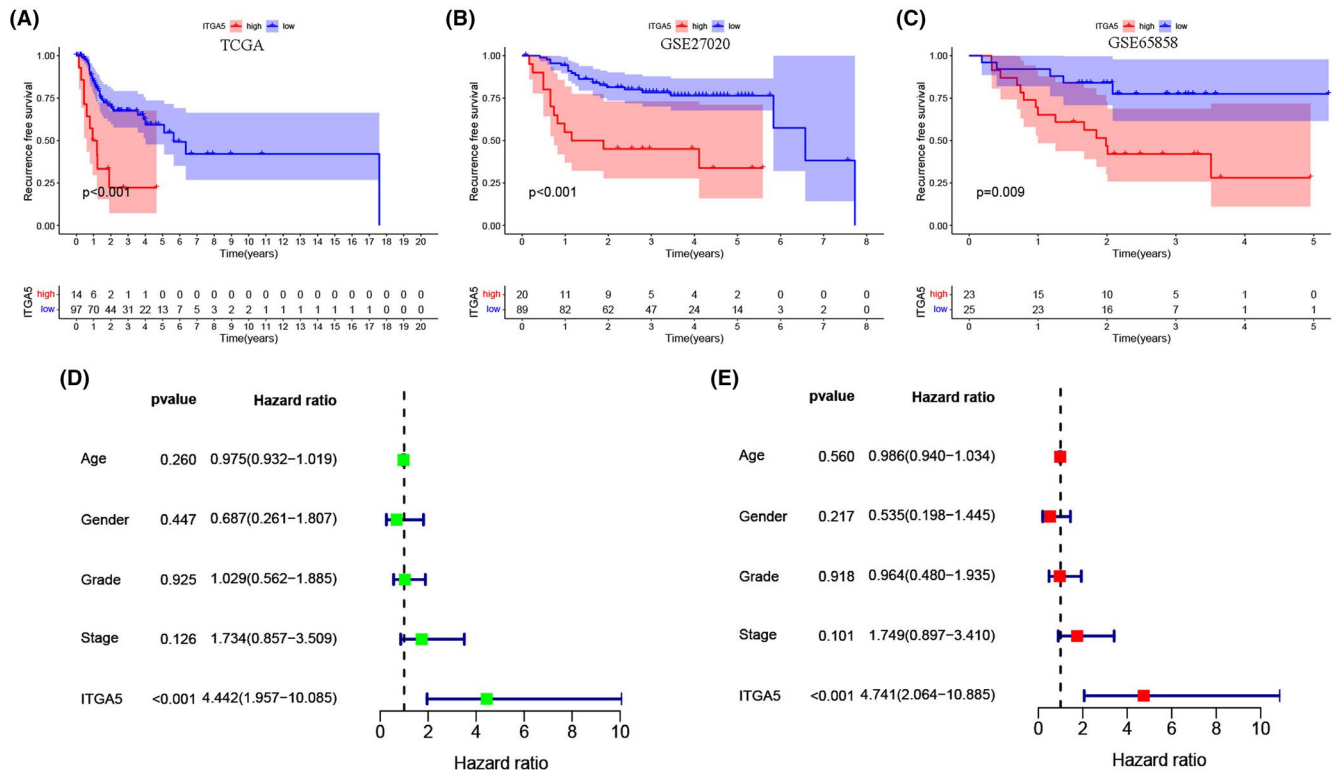 (A)
ITGA5 high low
TCGA
Recurrence free survival
1.00
0.75
0.50
0.25
0.00
p<0.001
0 1 2 3 4 5 6 7 8 9 10 11 12 13 14 15 16 17 18 19 20
Time(years)
ITGA5
high 14 6 2 1 1 0 0 0 0 0 0 0 0 0 0 0 0 0 0 0 0
low 97 70 44 31 22 13 7 5 3 2 2 1 1 1 1 1 1 1 0 0 0
0 1 2 3 4 5 6 7 8 9 10 11 12 13 14 15 16 17 18 19 20
Time(years)
(B)
ITGA5 high low
GSE27020
Recurrence free survival
1.00
0.75
0.50
0.25
0.00
p<0.001
0 1 2 3 4 5 6 7 8
Time(years)
ITGA5
high 20 11 9 5 4 2 0 0 0
low 89 82 62 47 24 14 3 2 0
0 1 2 3 4 5 6 7 8
Time(years)
(C)
ITGA5 high low
GSE65858
Recurrence free survival
1.00
0.75
0.50
0.25
0.00
p=0.009
0 1 2 3 4 5
Time(years)
ITGA5
high 23 15 10 5 1 0
low 25 23 16 7 1 1
0 1 2 3 4 5
Time(years)
(D)
pvalue Hazard ratio
Age 0.260 0.975(0.932−1.019)
Gender 0.447 0.687(0.261−1.807)
Grade 0.925 1.029(0.562−1.885)
Stage 0.126 1.734(0.857−3.509)
ITGA5 <0.001 4.442(1.957−10.085)
0 2 4 6 8 10
Hazard ratio
(E)
pvalue Hazard ratio
Age 0.560 0.986(0.940−1.034)
Gender 0.217 0.535(0.198−1.445)
Grade 0.918 0.964(0.480−1.935)
Stage 0.101 1.749(0.897−3.410)
ITGA5 <0.001 4.741(2.064−10.885)
0 2 4 6 8 10
Hazard ratio